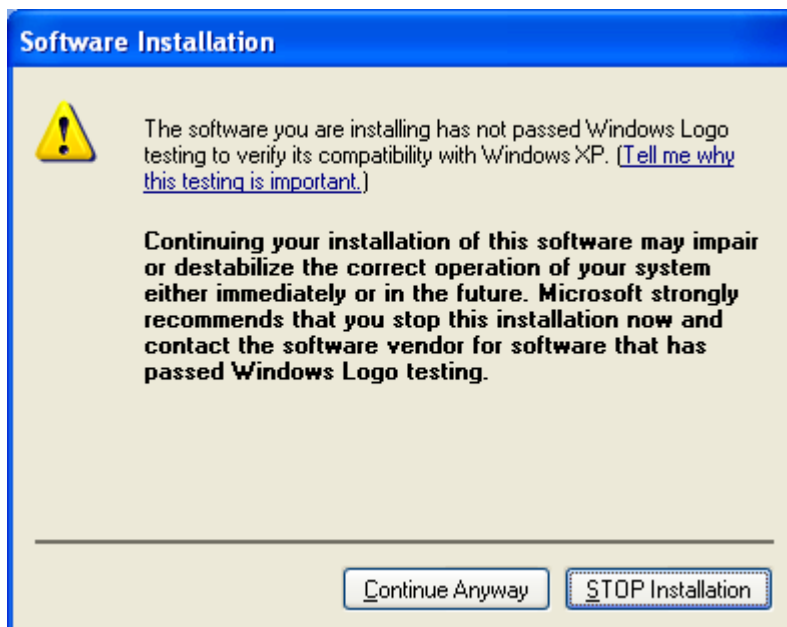 Software Installation
The software you are installing has not passed Windows Logo
testing to verify its compatibility with Windows XP. (Tell me why
this testing is important.)
Continuing your installation of this software may impair
or destabilize the correct operation of your system
either immediately or in the future. Microsoft strongly
recommends that you stop this installation now and
contact the software vendor for software that has
passed Windows Logo testing.
Continue Anyway
STOP Installation